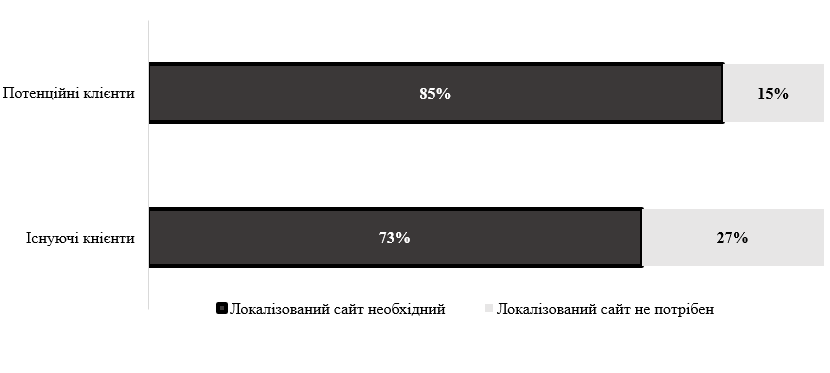 Потенційні клієнти
85%
15%
Існуючі кнієнти
73%
27%
Локалізований сайт необхідний
Локалізований сайт не потрібен